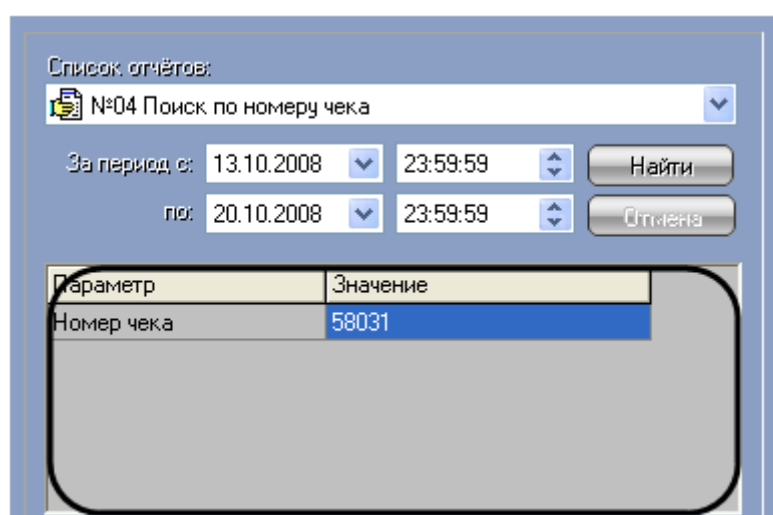 Список отчётов:
№04 Поиск по номеру чека
За период с: 13.10.2008 23:59:59 Найти
по: 20.10.2008 23:59:59 Отмена
Параметр Значение
Номер чека 58031